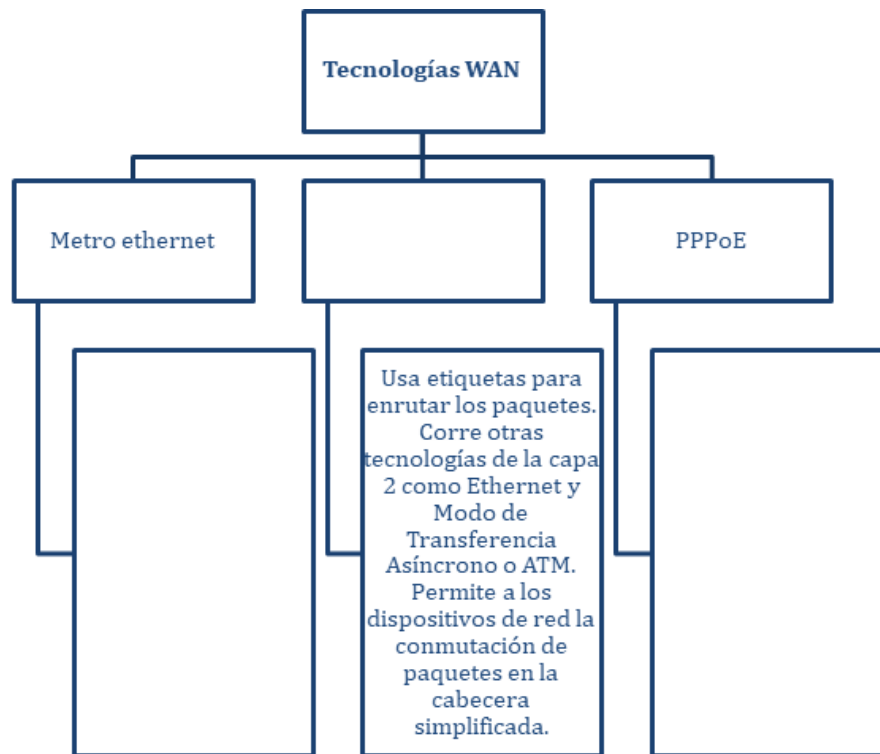 Tecnologías WAN
Metro ethernet
PPPoE
Usa etiquetas para
enrutar los paquetes.
Corre otras
tecnologías de la capa
2 como Ethernet y
Modo de
Transferencia
Asíncrono o ATM.
Permite a los
dispositivos de red la
conmutación de
paquetes en la
cabecera
simplificada.